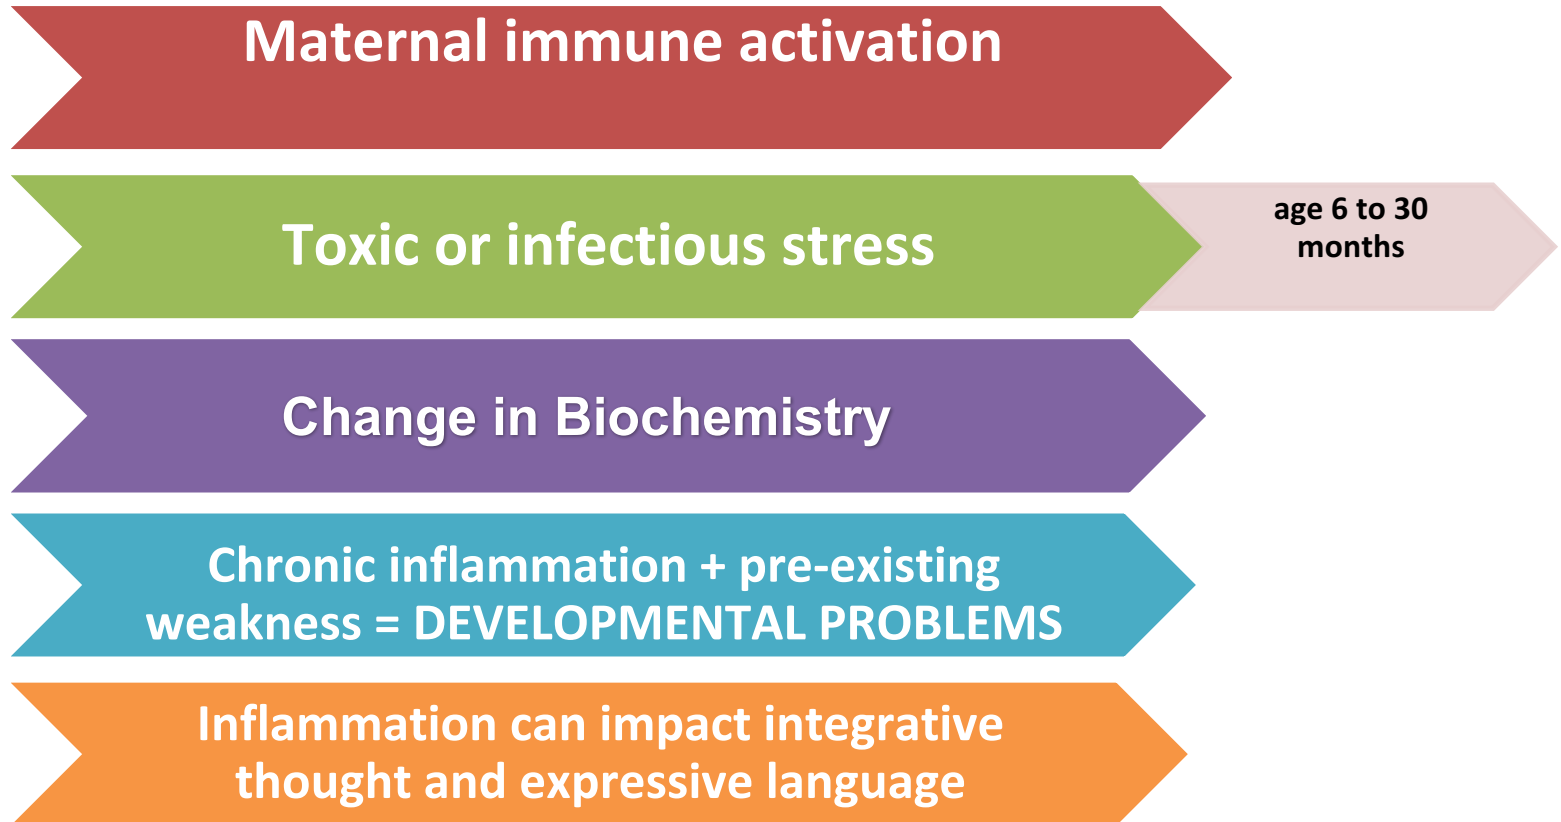 Maternal immune activation
Toxic or infectious stress
age 6 to 30
months
Change in Biochemistry
Chronic inflammation + pre-existing
weakness = DEVELOPMENTAL PROBLEMS
Inflammation can impact integrative
thought and expressive language